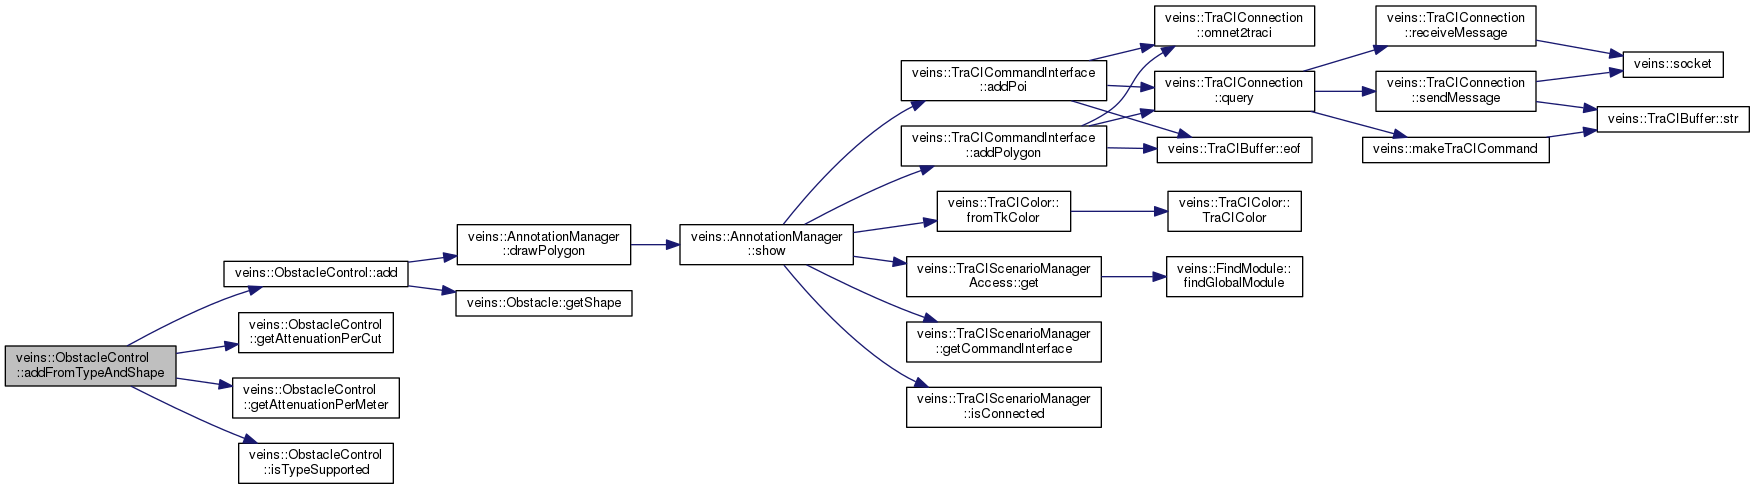 veins::ObstacleControl
::addFromTypeAndShape
veins::ObstacleControl::add
veins::ObstacleControl
::getAttenuationPerCut
veins::ObstacleControl
::getAttenuationPerMeter
veins::ObstacleControl
::isTypeSupported
veins::AnnotationManager
::drawPolygon
veins::Obstacle::getShape
veins::AnnotationManager
::show
veins::TraCICommandInterface
::addPoi
veins::TraCICommandInterface
::addPolygon
veins::TraCIColor::
fromTkColor
veins::TraCIScenarioManager
Access::get
veins::TraCIScenarioManager
::getCommandInterface
veins::TraCIScenarioManager
::isConnected
veins::TraCIConnection
::omnet2traci
veins::TraCIConnection
::query
veins::TraCIBuffer::eof
veins::TraCIColor::
TraCIColor
veins::FindModule::
findGlobalModule
veins::TraCIConnection
::receiveMessage
veins::TraCIConnection
::sendMessage
veins::makeTraCICommand
veins::socket
veins::TraCIBuffer::str